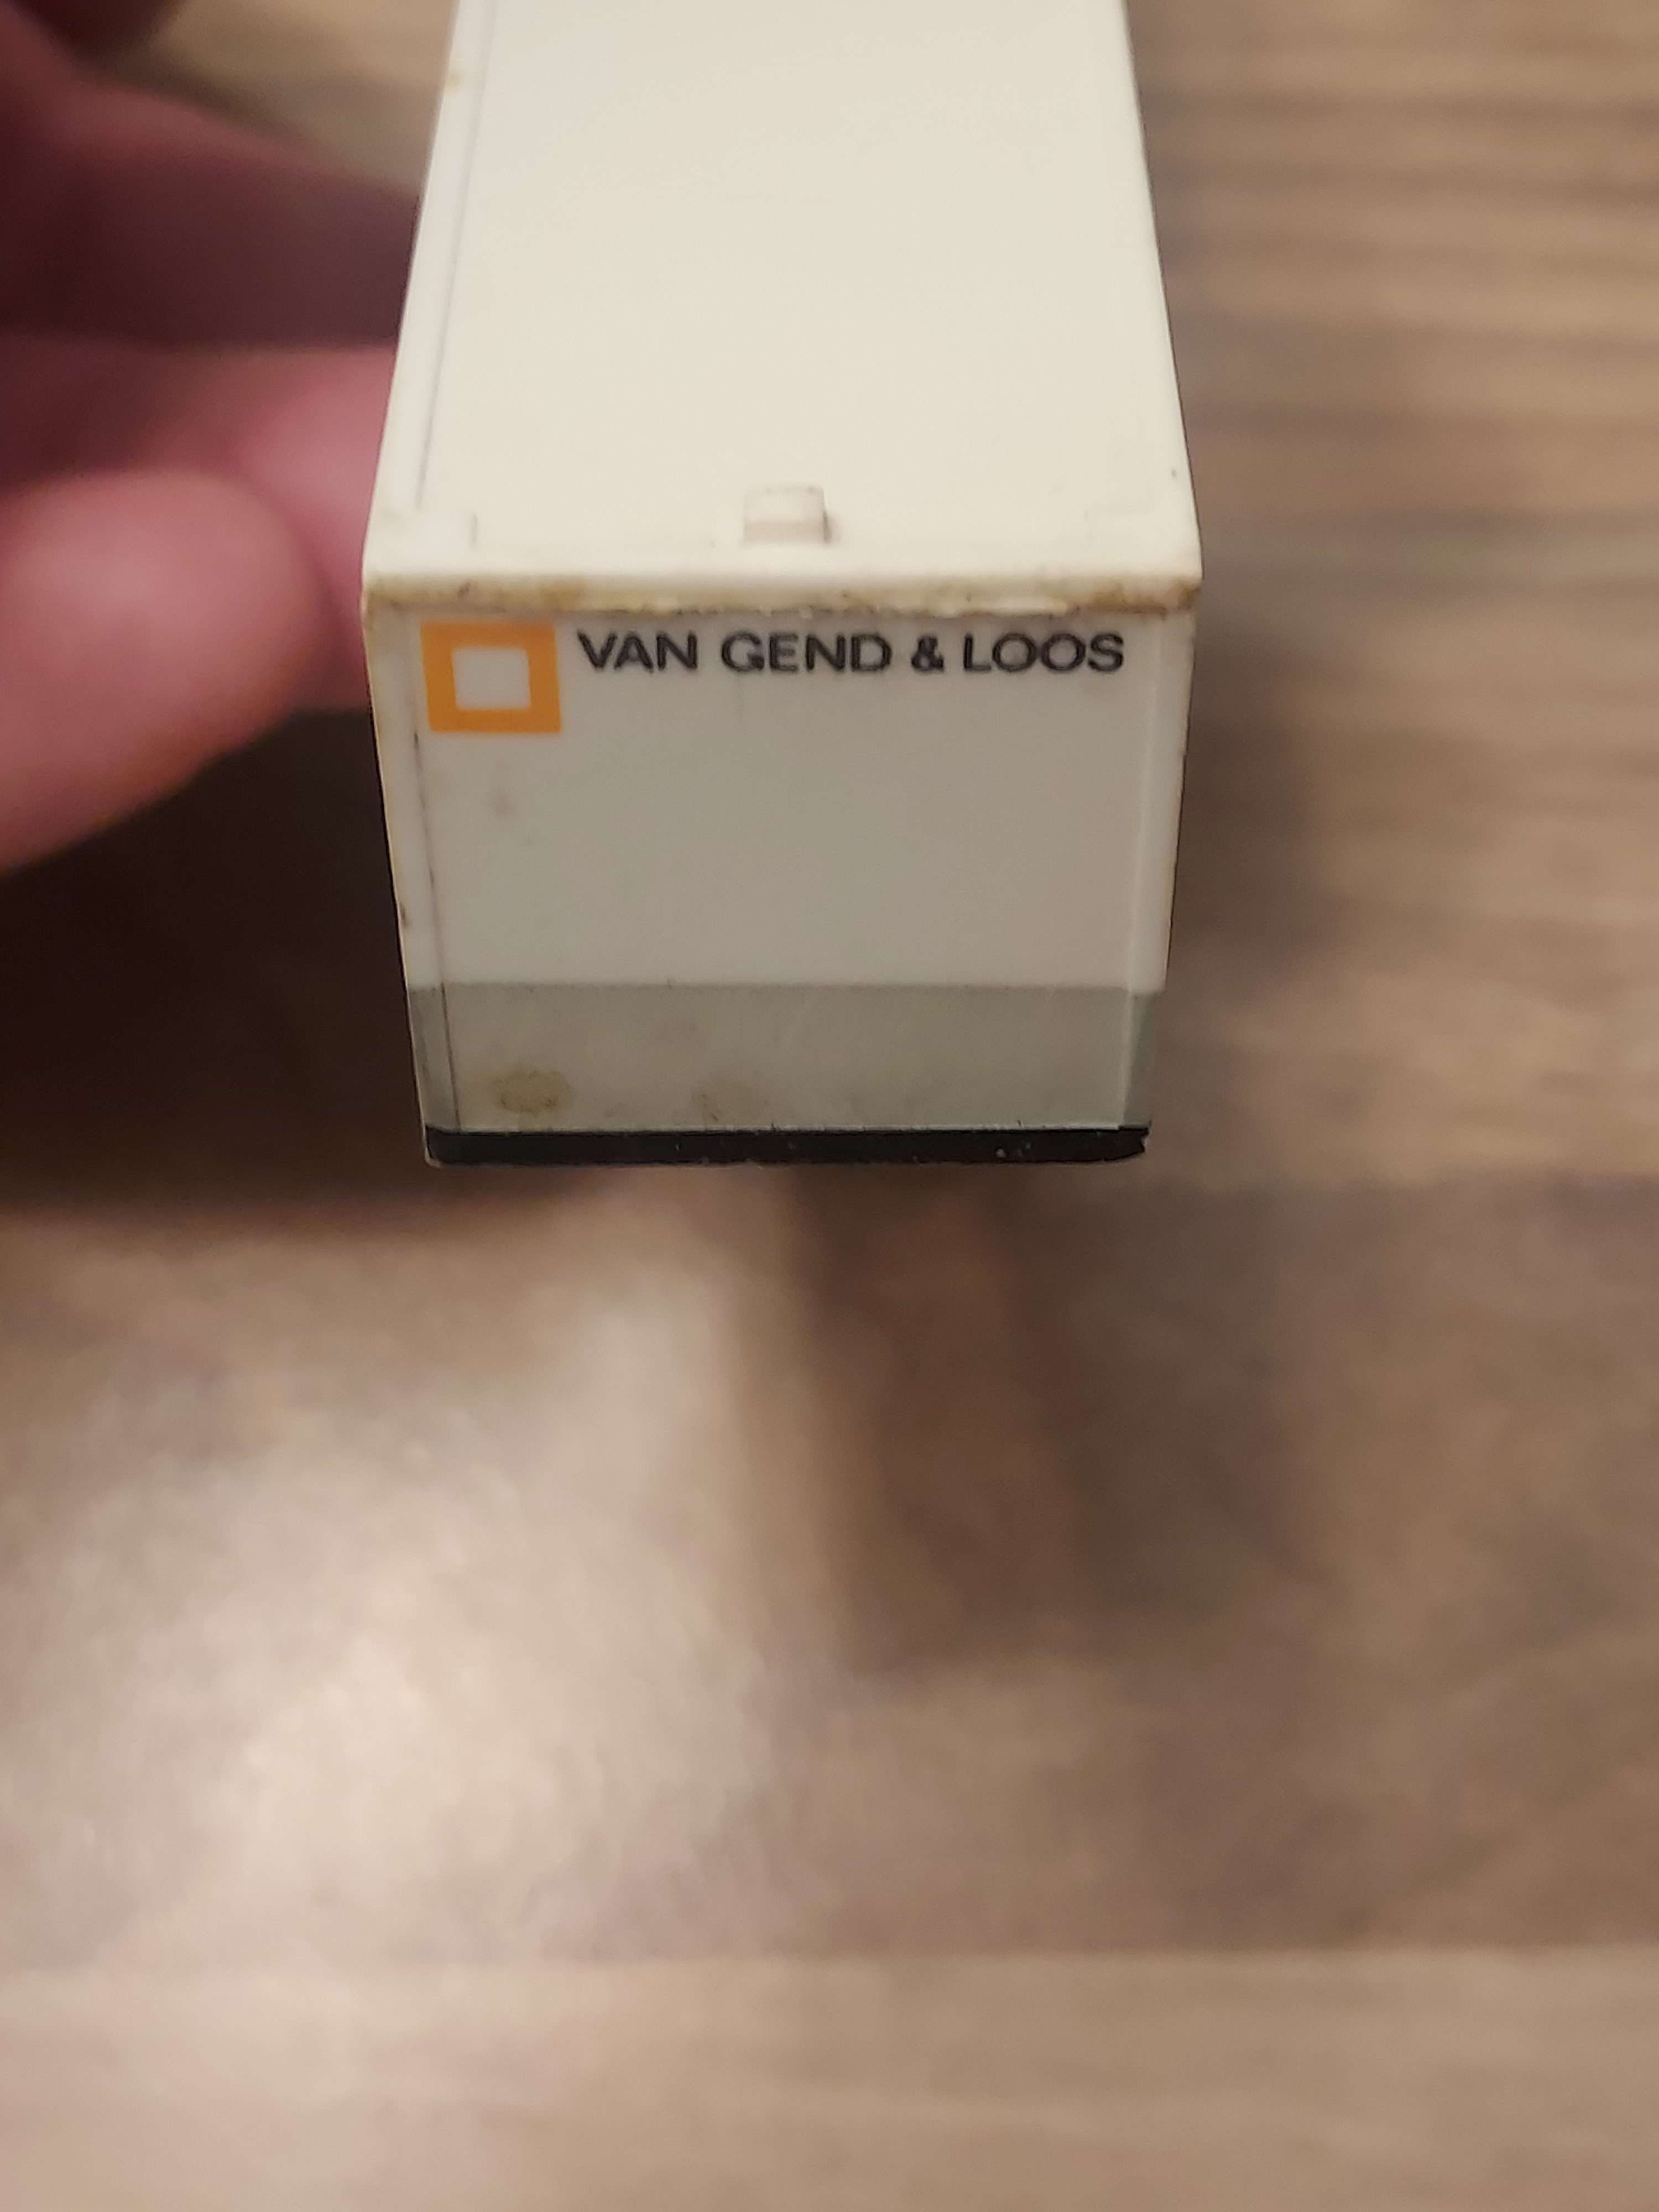 VAN GEND & LOOS